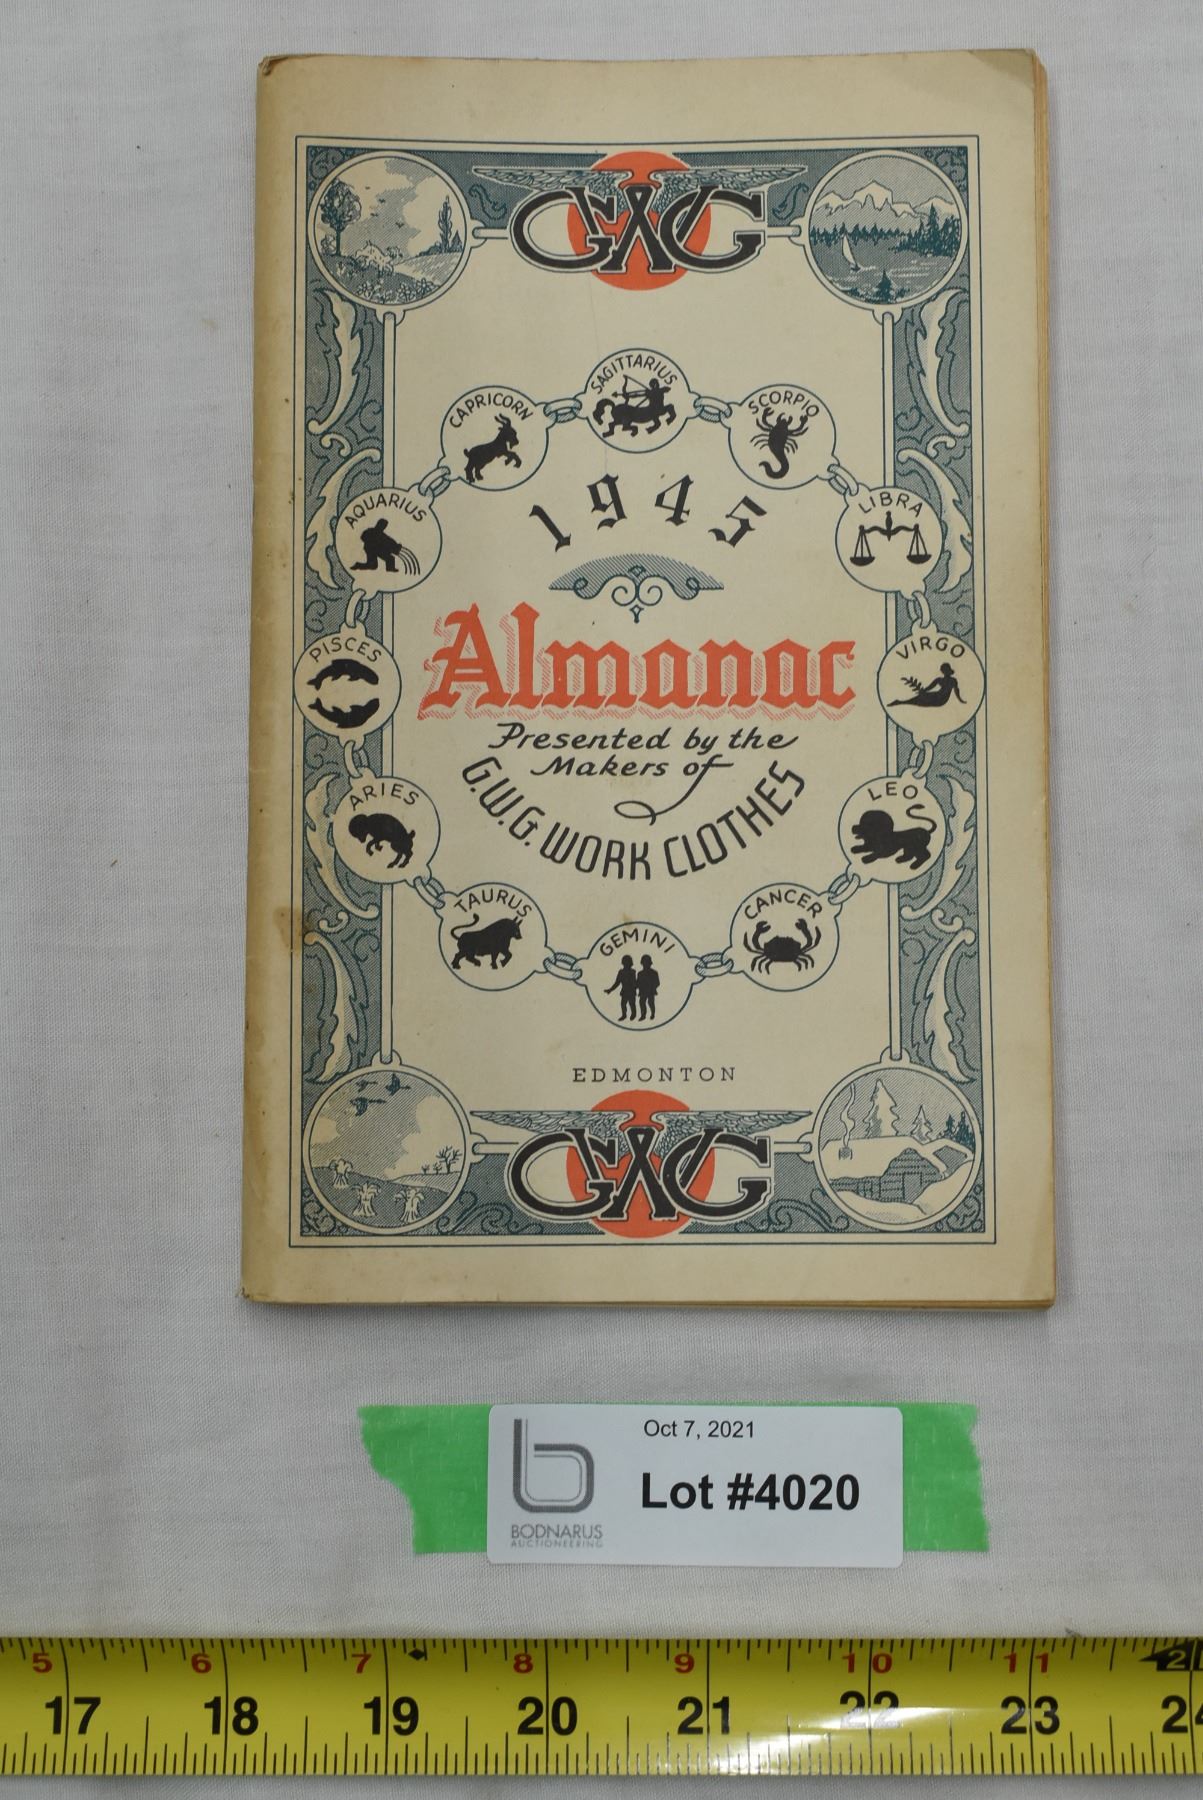 GWG
SAGITTARIUS
CAPRICORN
SCORPIO
AQUARIUS
LIBRA
1945
PISCES
VIRGO
Almanac
Presented by the
Makers of
G.W.G. WORK CLOTHES
ARIES
LEO
TAURUS
CANCER
GEMINI
EDMONTON
GWG
Oct 7, 2021
Lot #4020
BODNARUS
AUCTIONEERING
5 6 7 8 9 10 11
17 18 19 20 21 22 23